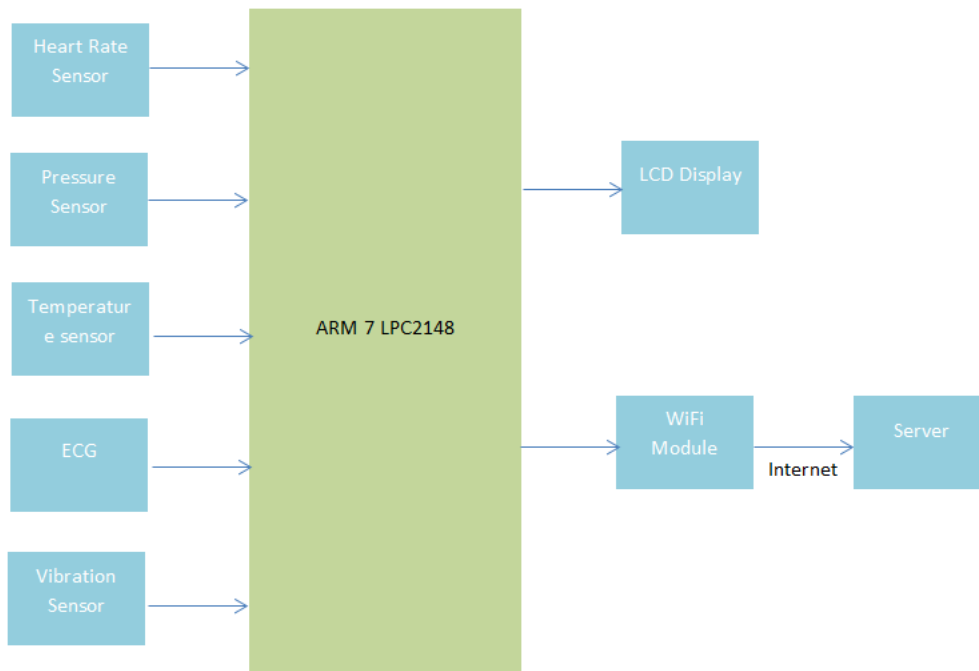 Heart Rate
Sensor
Pressure
Sensor
Temperatur
e sensor
ECG
Vibration
Sensor
ARM 7 LPC2148
LCD Display
WiFi
Module
Internet
Server